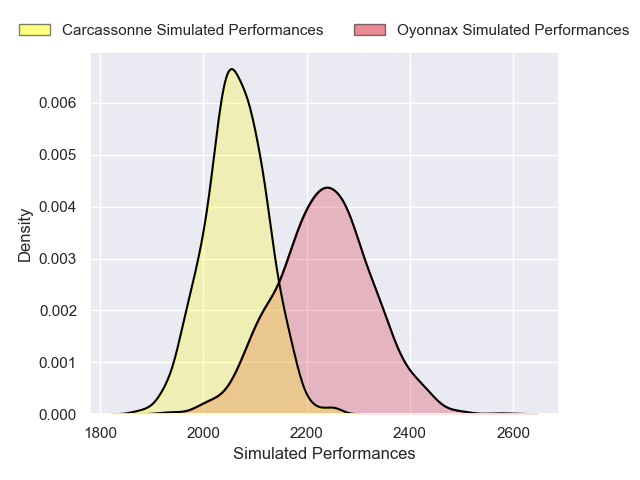 Carcassonne Simulated Performances Oyonnax Simulated Performances
0.006
0.005
0.004
0.003
0.002
0.001
0.000
Density
1800 2000 2200 2400 2600
Simulated Performances